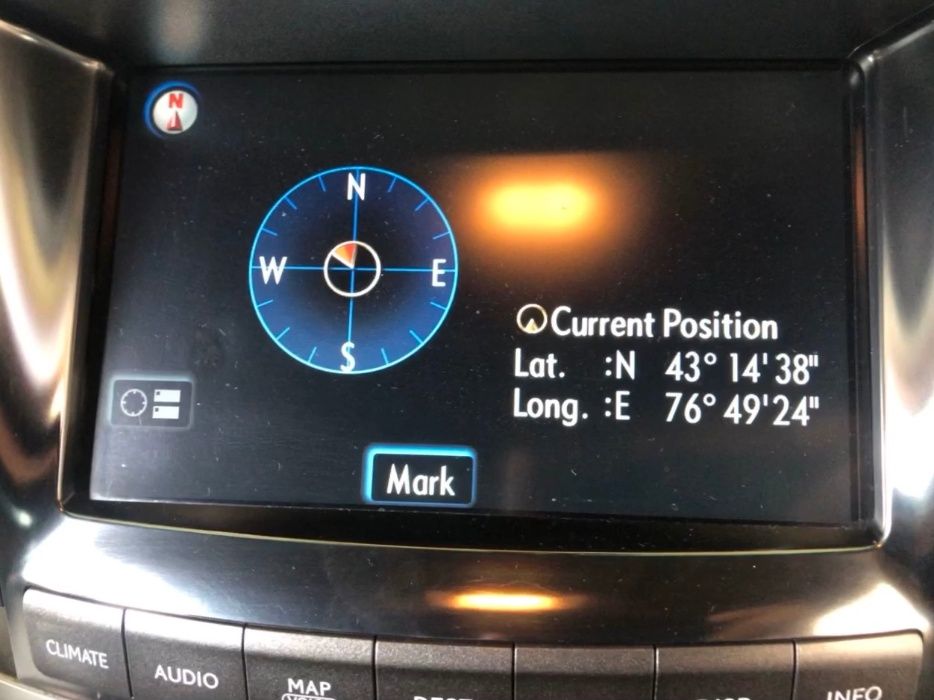 N
N
W
E
S
Current Position
Lat. :N 43° 14' 38"
Long. :E 76° 49'24"
Mark
CLIMATE
AUDIO
MAP
INFO